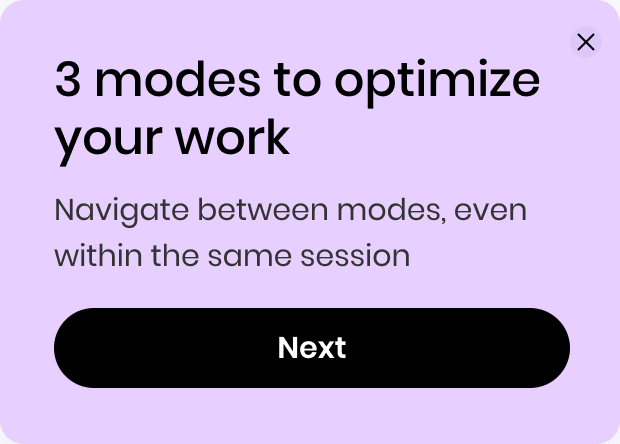 3 modes to optimize
your work
Navigate between modes, even
within the same session
Next